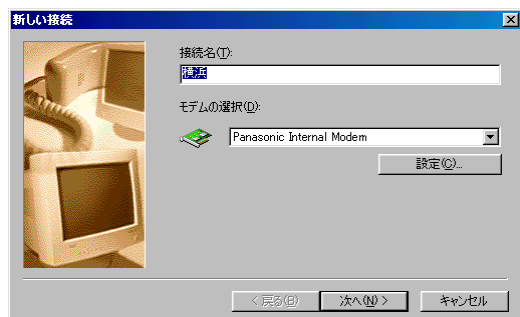 新しい接続
接続名(T):
横浜
モデムの選択(D):
Panasonic Internal Modem
設定(C)...
< 戻る(B)
次へ(N) >
キャンセル